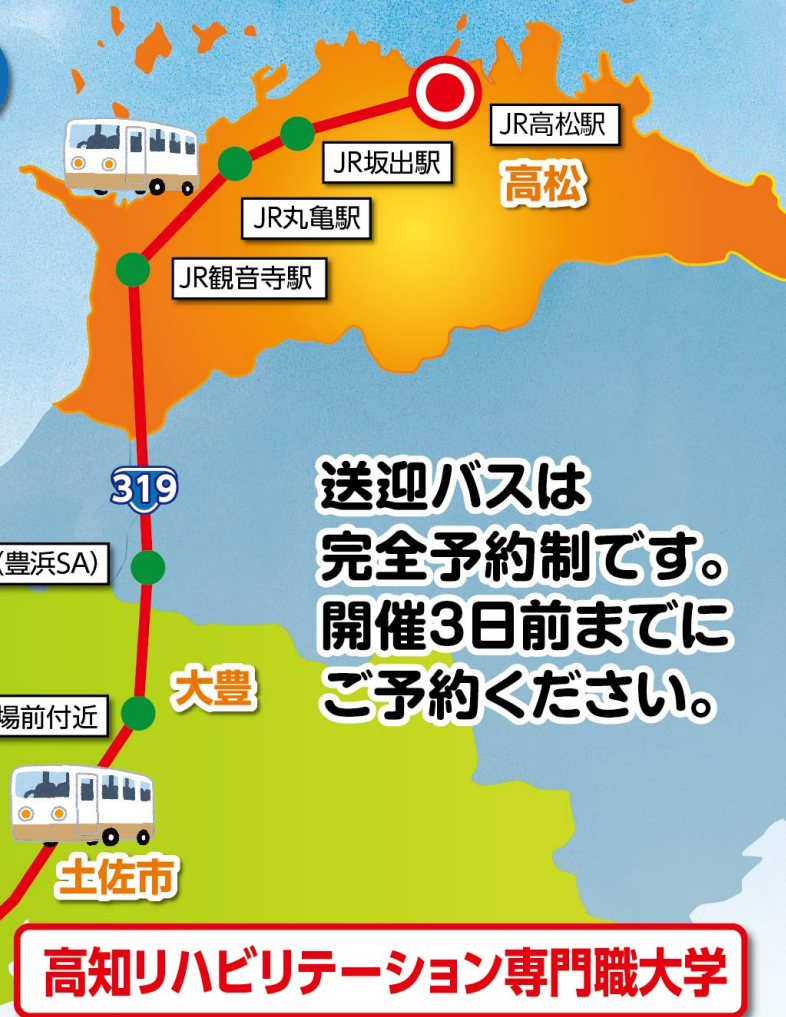 JR高松駅
高松
JR坂出駅
JR丸亀駅
JR観音寺駅
319
送迎バスは
完全予約制です。
開催3日前までに
ご予約ください。
(豊浜SA)
大豊
場前付近
土佐市
高知リハビリテーション専門職大学